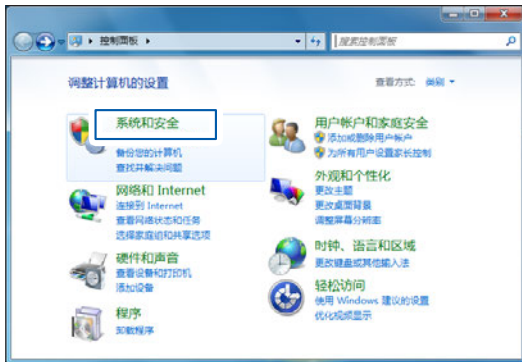 控制面板
搜索控制面板
调整计算机的设置
查看方式: 类别
系统和安全
备份您的计算机
查找并解决问题
网络和 Internet
连接到 Internet
查看网络状态和任务
选择家庭组和共享选项
硬件和声音
查看设备和打印机
添加设备
程序
卸载程序
用户帐户和家庭安全
添加或删除用户帐户
为所有用户设置家长控制
外观和个性化
更改主题
更改桌面背景
调整屏幕分辨率
时钟、语言和区域
更改键盘或其他输入法
轻松访问
使用 Windows 建议的设置
优化视频显示